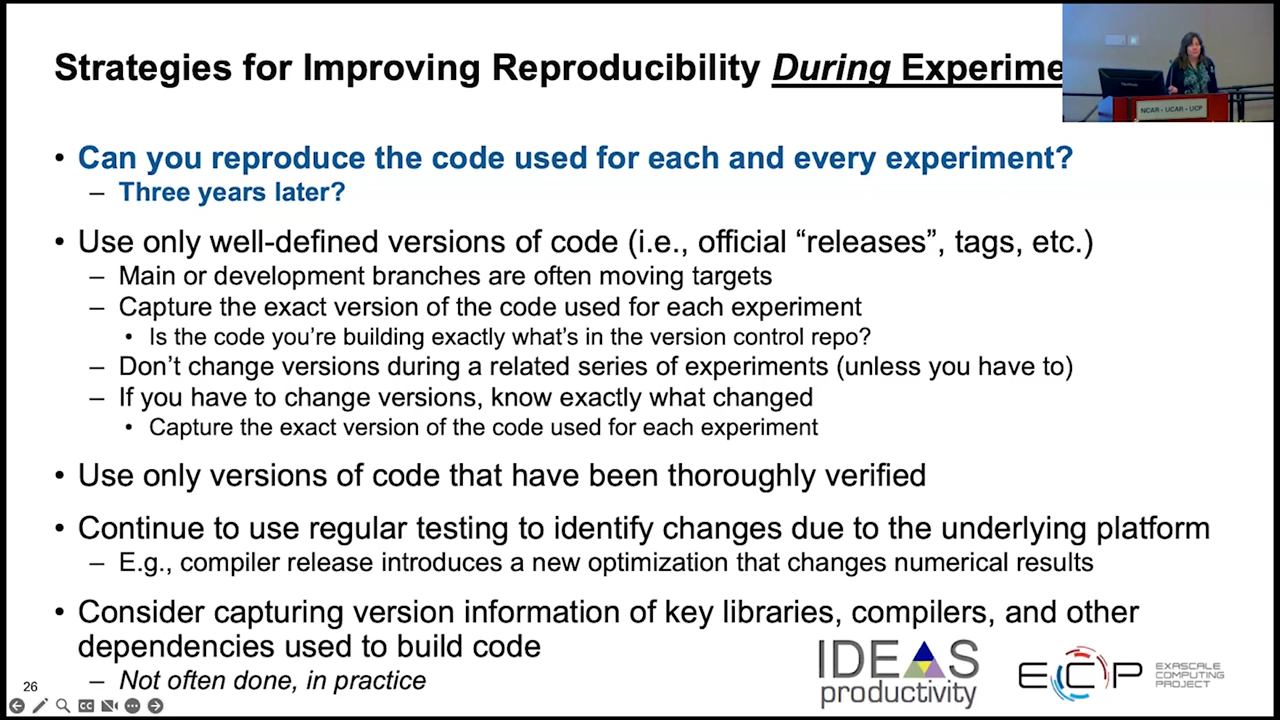 Strategies for Improving Reproducibility During Experime
NCAR - UCAR - UCP
• Can you reproduce the code used for each and every experiment?
– Three years later?
• Use only well-defined versions of code (i.e., official “releases”, tags, etc.)
– Main or development branches are often moving targets
– Capture the exact version of the code used for each experiment
• Is the code you’re building exactly what’s in the version control repo?
– Don’t change versions during a related series of experiments (unless you have to)
– If you have to change versions, know exactly what changed
• Capture the exact version of the code used for each experiment
• Use only versions of code that have been thoroughly verified
• Continue to use regular testing to identify changes due to the underlying platform
– E.g., compiler release introduces a new optimization that changes numerical results
• Consider capturing version information of key libraries, compilers, and other
dependencies used to build code
– Not often done, in practice
IDEAS
productivity
ECP
EXASCALE
COMPUTING
PROJECT
26
CC